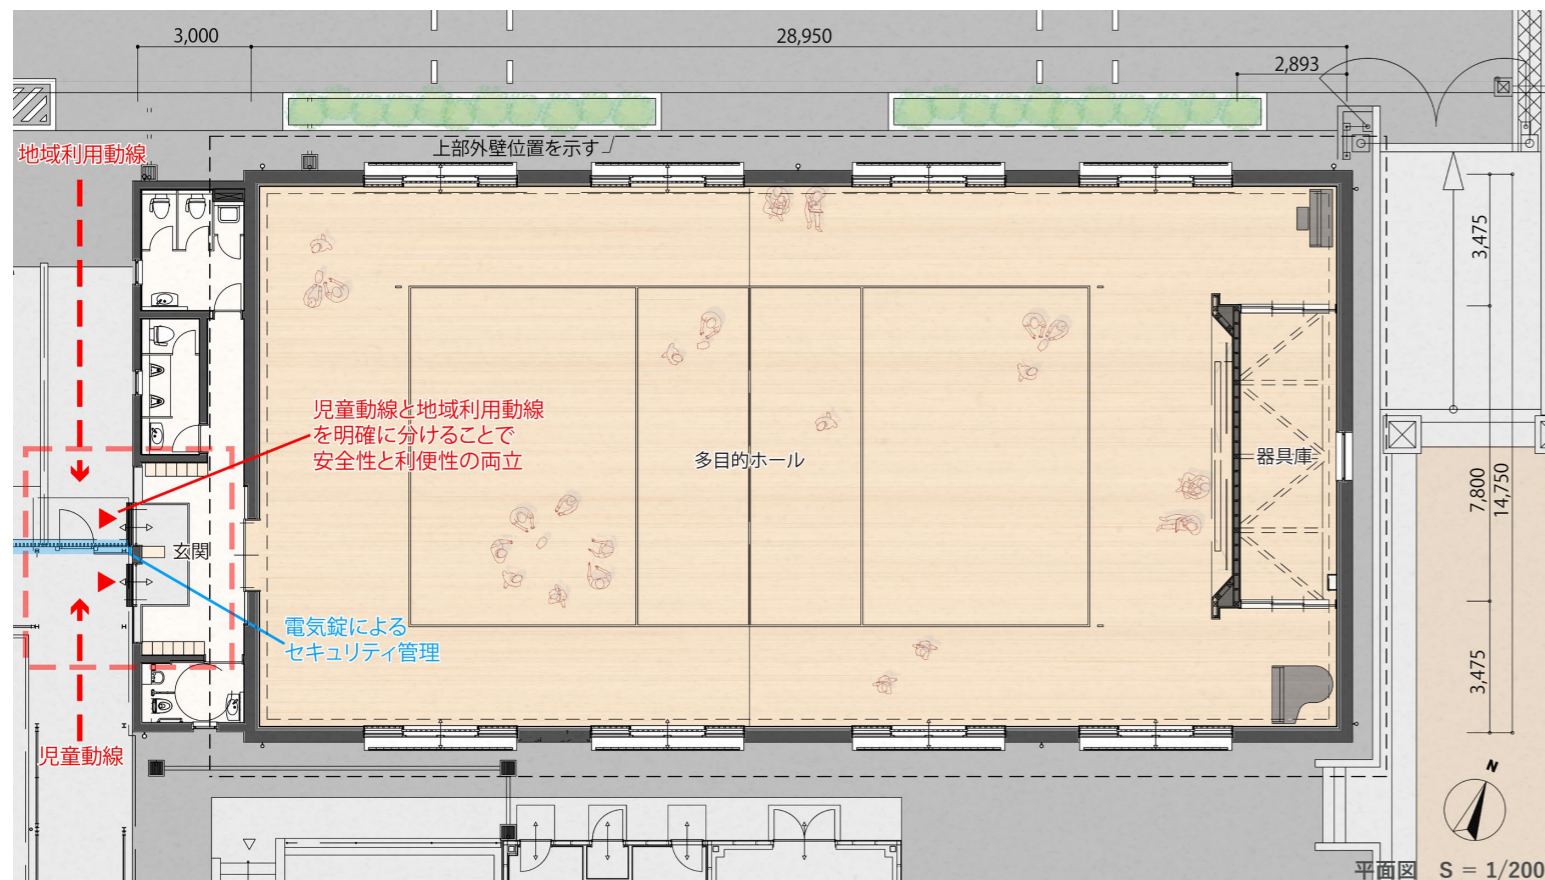 3,000
28,950
2,893
地域利用動線
上部外壁位置を示す
3,475
児童動線と地域利用動線
を明確に分けることで
安全性と利便性の両立
多目的ホール
器具庫
7,800
14,750
玄関
電気錠による
セキュリティ管理
3,475
児童動線
N
平面図 S = 1/200